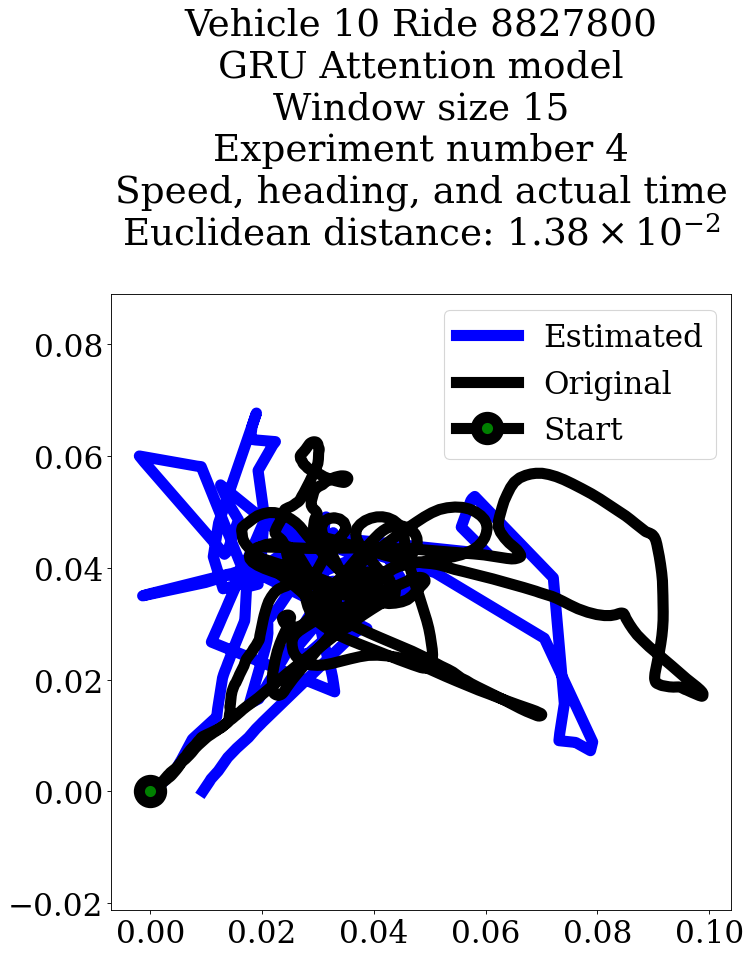 Vehicle 10 Ride 8827800
GRU Attention model
Window size 15
Experiment number 4
Speed, heading, and actual time
Euclidean distance: 1.38 × 10⁻²
Estimated
Original
Start
0.08
0.06
0.04
0.02
0.00
−0.02
0.00 0.02 0.04 0.06 0.08 0.10